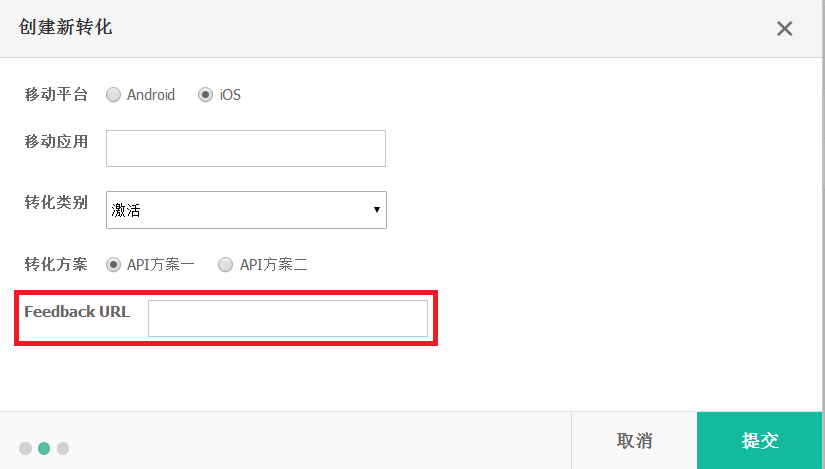 创建新转化
移动平台 Android iOS
移动应用
转化类别 激活
转化方案 API方案一 API方案二
Feedback URL
取消 提交